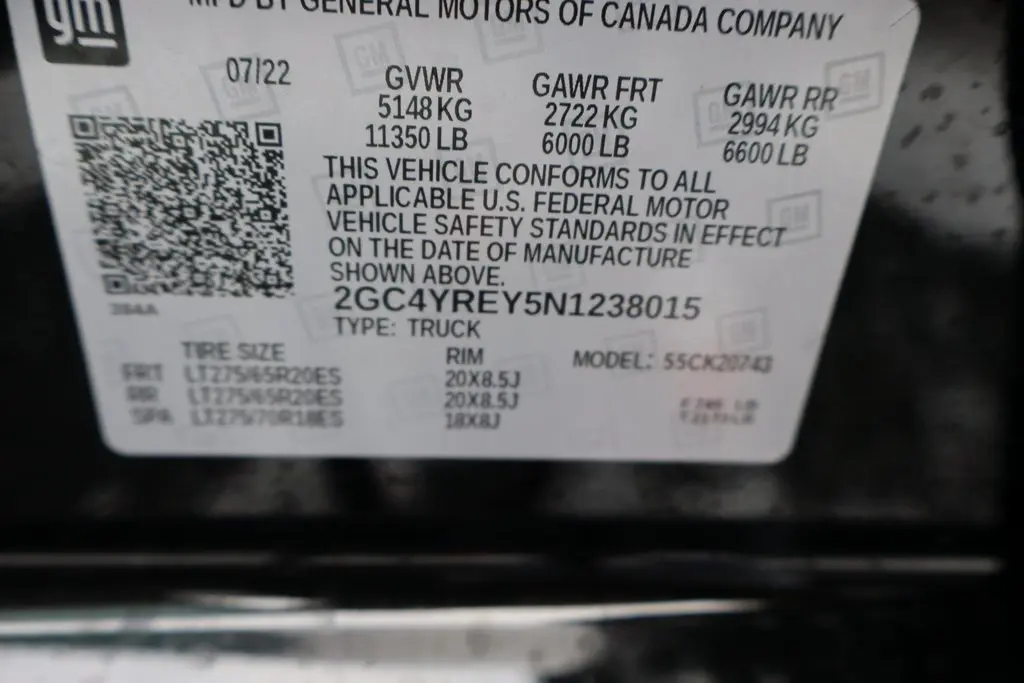 gm
MFD BY GENERAL MOTORS OF CANADA COMPANY
07/22
GVWR GAWR FRT GAWR RR
5148 KG 2722 KG 2994 KG
11350 LB 6000 LB 6600 LB
THIS VEHICLE CONFORMS TO ALL
APPLICABLE U.S. FEDERAL MOTOR
VEHICLE SAFETY STANDARDS IN EFFECT
ON THE DATE OF MANUFACTURE
SHOWN ABOVE.
2GC4YREY5N1238015
TYPE: TRUCK
TIRE SIZE RIM MODEL: 55CK20743
FRT LT275/65R20ES 20X8.5J
RR LT275/65R20ES 20X8.5J
SPA LT275/70R18ES 18X8J